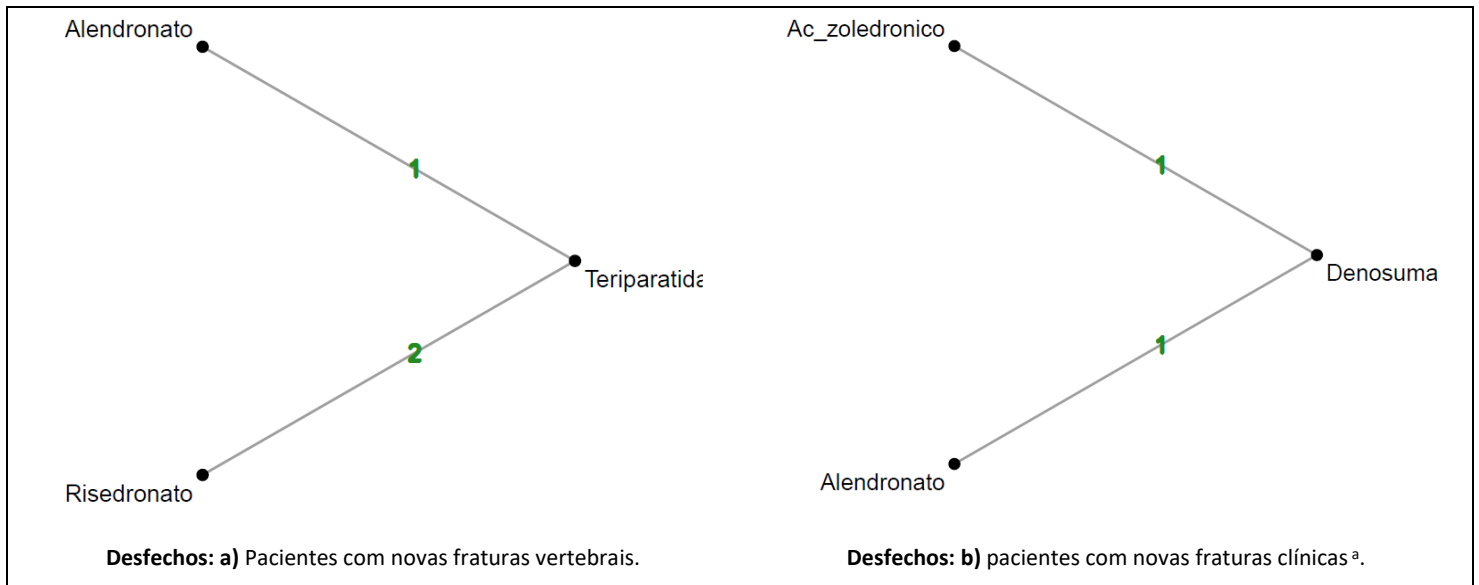 Alendronato
1
Teriparatida
2
Risedronato
Desfechos: a) Pacientes com novas fraturas vertebrais.
Ac_zoledronico
1
Denosuma
1
Alendronato
Desfechos: b) pacientes com novas fraturas clínicas ª.